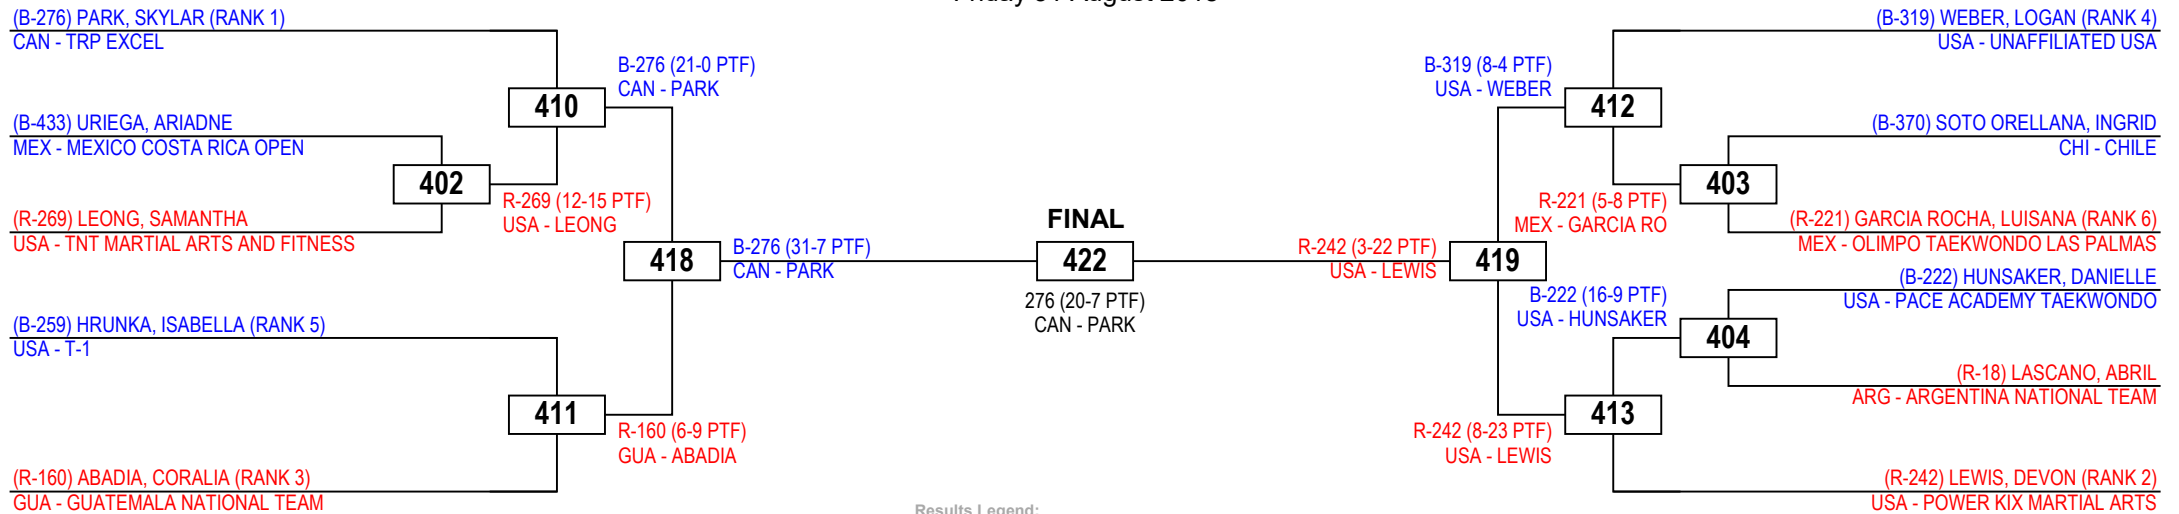 Friday 31 August 2018
(B-276) PARK, SKYLAR (RANK 1)
CAN - TRP EXCEL
(B-433) URIEGA, ARIADNE
MEX - MEXICO COSTA RICA OPEN
(R-269) LEONG, SAMANTHA
USA - TNT MARTIAL ARTS AND FITNESS
(B-259) HRUNKA, ISABELLA (RANK 5)
USA - T-1
(R-160) ABADIA, CORALIA (RANK 3)
GUA - GUATEMALA NATIONAL TEAM
402
R-269 (12-15 PTF)
USA - LEONG
410
B-276 (21-0 PTF)
CAN - PARK
411
R-160 (6-9 PTF)
GUA - ABADIA
418
B-276 (31-7 PTF)
CAN - PARK
FINAL
422
276 (20-7 PTF)
CAN - PARK
R-242 (3-22 PTF)
USA - LEWIS
419
B-319 (8-4 PTF)
USA - WEBER
412
R-221 (5-8 PTF)
MEX - GARCIA RO
403
B-222 (16-9 PTF)
USA - HUNSAKER
404
R-242 (8-23 PTF)
USA - LEWIS
413
(B-319) WEBER, LOGAN (RANK 4)
USA - UNAFFILIATED USA
(B-370) SOTO ORELLANA, INGRID
CHI - CHILE
(R-221) GARCIA ROCHA, LUISANA (RANK 6)
MEX - OLIMPO TAEKWONDO LAS PALMAS
(B-222) HUNSAKER, DANIELLE
USA - PACE ACADEMY TAEKWONDO
(R-18) LASCANO, ABRIL
ARG - ARGENTINA NATIONAL TEAM
(R-242) LEWIS, DEVON (RANK 2)
USA - POWER KIX MARTIAL ARTS
Results Legend: